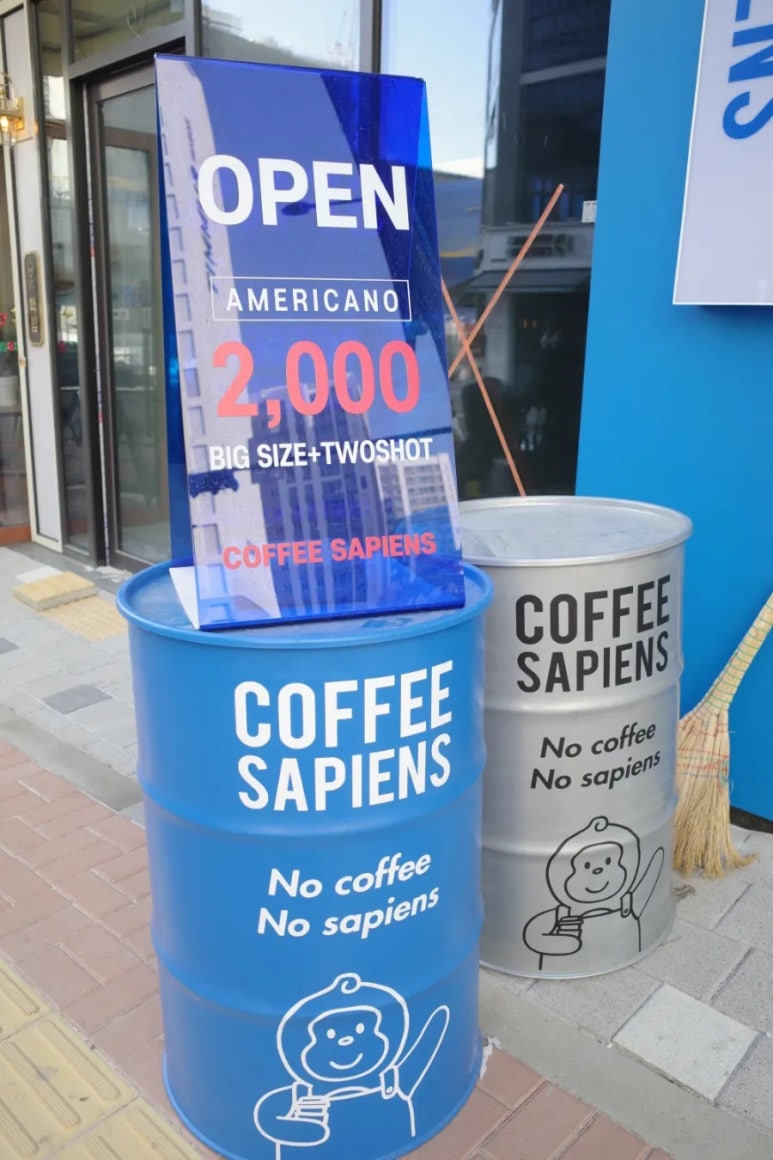 OPEN
AMERICANO
2,000
BIG SIZE+TWOSHOT
COFFEE SAPIENS
COFFEE
SAPIENS
No coffee
No sapiens
COFFEE
SAPIENS
No coffee
No sapiens
ENS